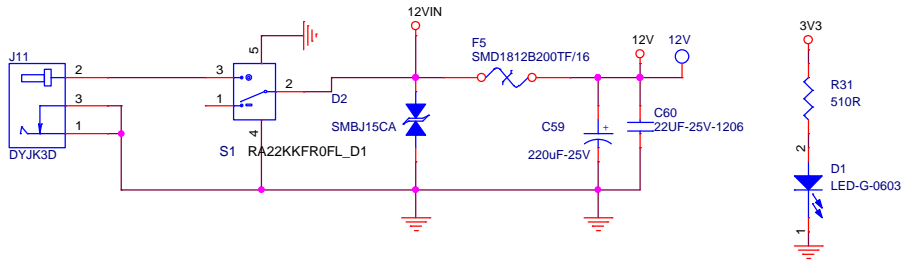 12VIN
J11
2
3
1
DYJK3D
5
3
2
1
4
S1 RA22KKFR0FL_D1
D2
SMBJ15CA
F5
SMD1812B200TF/16
12V
12V
C59
+
220uF-25V
C60
22UF-25V-1206
3V3
R31
510R
2
D1
LED-G-0603
1